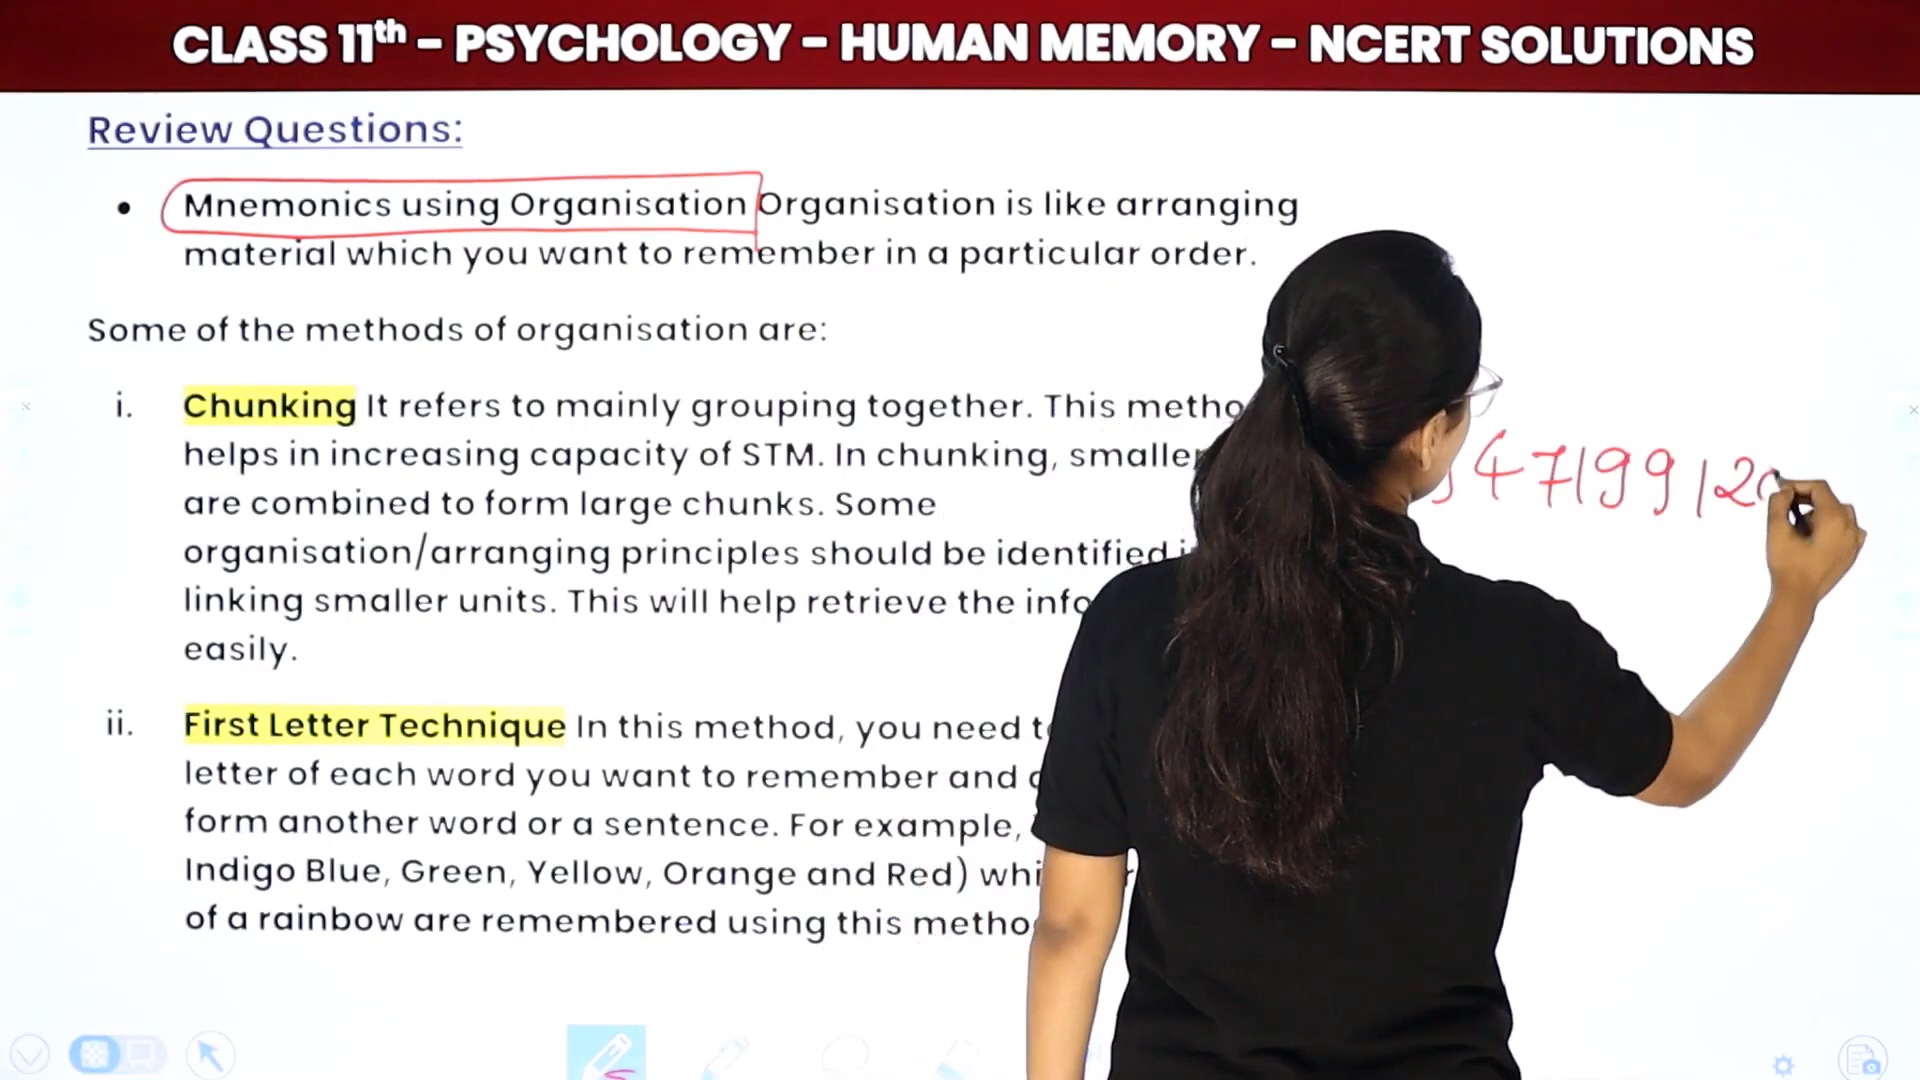 CLASS 11th – PSYCHOLOGY – HUMAN MEMORY – NCERT SOLUTIONS
Review Questions:
• Mnemonics using Organisation Organisation is like arranging
material which you want to remember in a particular order.
Some of the methods of organisation are:
i. Chunking It refers to mainly grouping together. This
helps in increasing capacity of STM. In chunking,
are combined to form large chunks. Some
organisation/arranging principles should be identified
linking smaller units. This will help retrieve the
easily.
47199120
ii. First Letter Technique In this method, you need
letter of each word you want to remember and
form another word or a sentence. For example,
Indigo Blue, Green, Yellow, Orange and Red)
of a rainbow are remembered using this